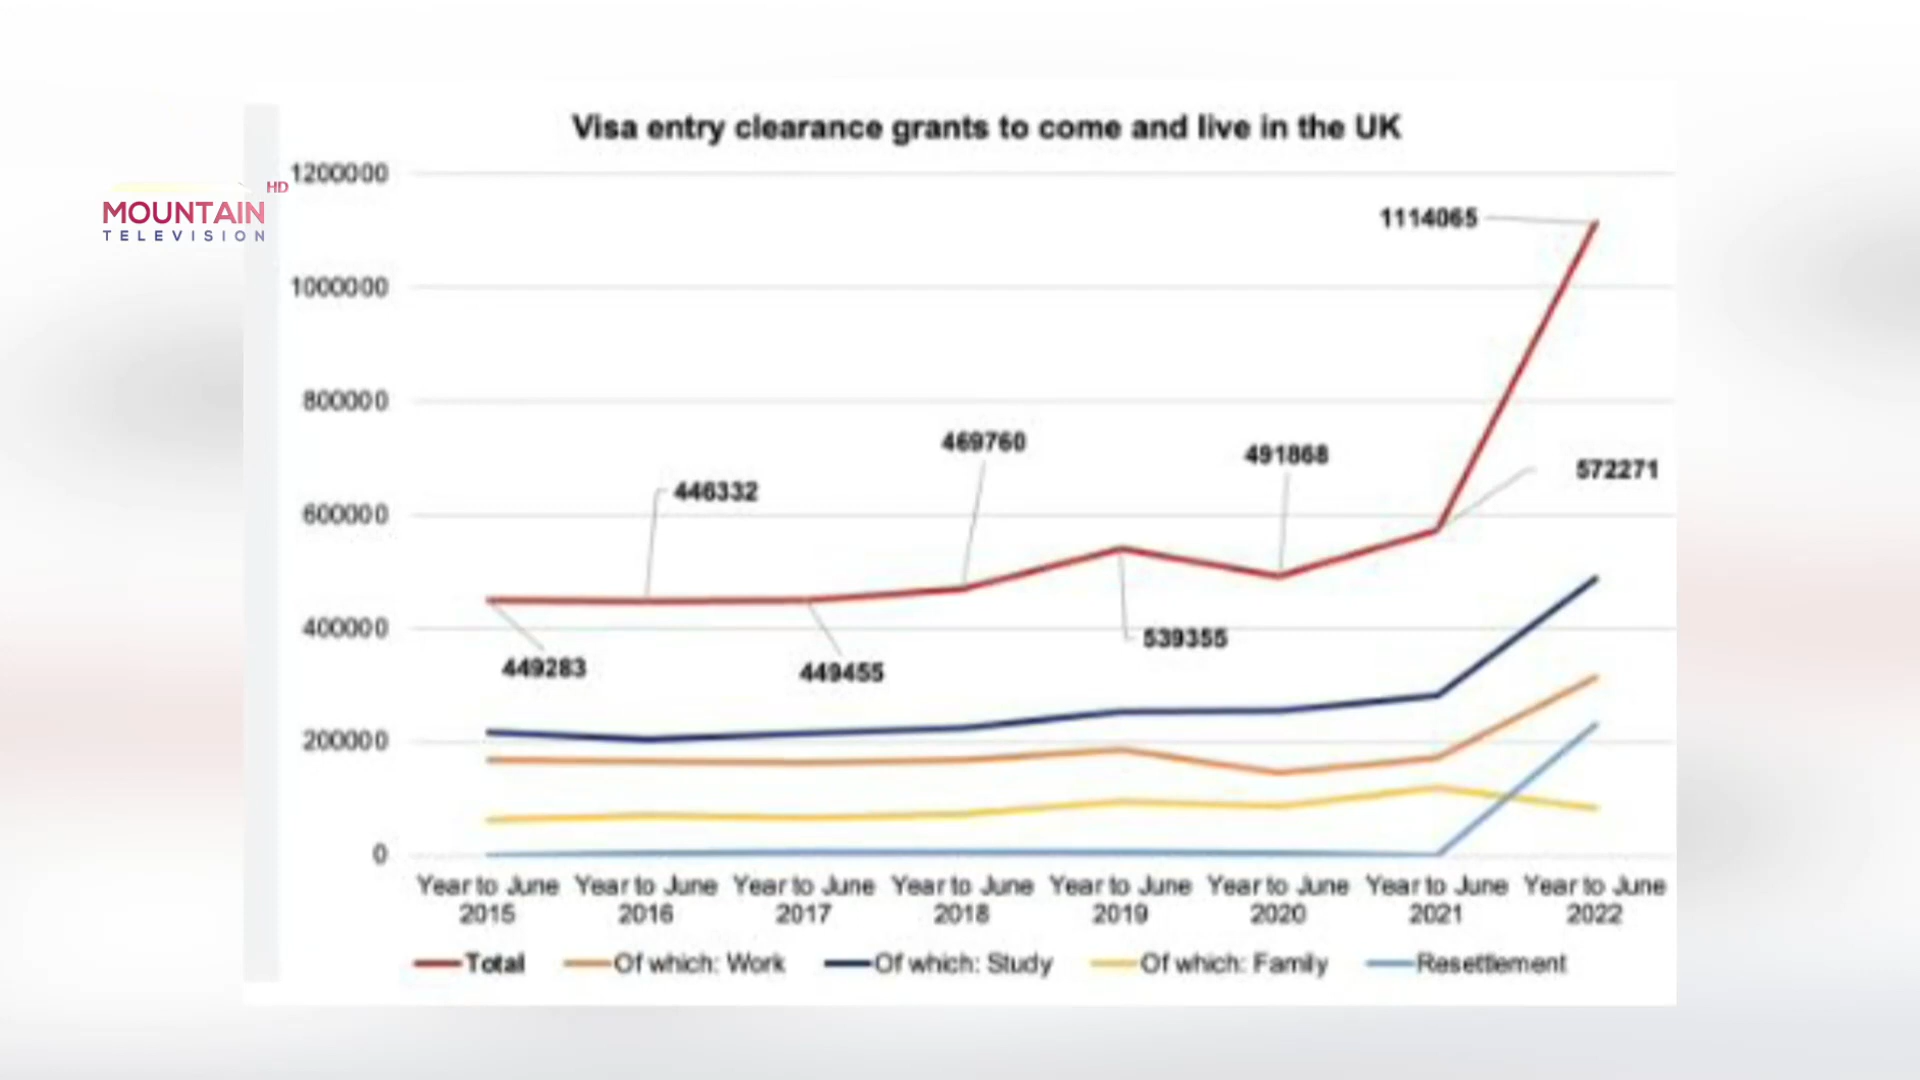 Visa entry clearance grants to come and live in the UK
1200000
HD
MOUNTAIN
TELEVISION
1114065
1000000
800000
469760
491868
572271
446332
600000
539355
400000
449283
449455
200000
0
Year to June 2015
Year to June 2016
Year to June 2017
Year to June 2018
Year to June 2019
Year to June 2020
Year to June 2021
Year to June 2022
Total
Of which: Work
Of which: Study
Of which: Family
Resettlement